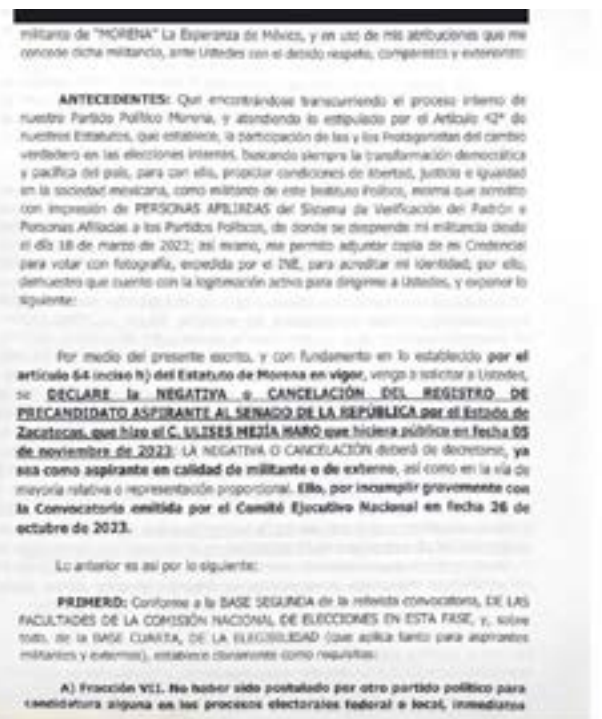 militante de "MORENA" La Esperanza de México, y en uso de mis atribuciones que me
concede dicha militancia, ante Ustedes con el debido respeto, comparezco y
ANTECEDENTES: Que encontrándose transcurriendo el proceso interno de
nuestro Partido Político Morena, y atendiendo lo estipulado por el Artículo 42° de
nuestros Estatutos, que establece, la participación de las y los Protagonistas del cambio
verdadero en las elecciones internas, buscando siempre la transformación democrática
y pacífica del país, para con ello, propiciar condiciones de libertad, justicia e igualdad
en la sociedad mexicana, como militante de este Instituto Político, misma que acredito
con impresión de PERSONAS AFILIADAS del Sistema de Verificación del Padrón e
Personas Afiliadas a los Partidos Políticos, de donde se desprende mi militancia desde
el día 18 de marzo de 2023; así mismo, me permito adjuntar copia de mi Credencial
para votar con fotografía, expedida por el INE, para acreditar mi identidad; por ello,
demuestro que cuento con la legitimación activa para dirigirme a Ustedes, y exponer lo
siguiente:
Por medio del presente escrito, y con fundamento en lo establecido por el
artículo 64 inciso h) del Estatuto de Morena en vigor, vengo a solicitar a Ustedes,
se DECLARE la NEGATIVA o CANCELACIÓN DEL REGISTRO DE
PRECANDIDATO ASPIRANTE AL SENADO DE LA REPÚBLICA por el Estado de
Zacatecas, que hizo el C. ULISES MEJÍA HARO que hiciera público en fecha 05
de noviembre de 2023; LA NEGATIVA O CANCELACIÓN deberá de decretarse, ya
sea como aspirante en calidad de militante o de externo, así como en la vía de
mayoría relativa o representación proporcional. Ello, por incumplir gravemente con
la Convocatoria emitida por el Comité Ejecutivo Nacional en fecha 26 de
octubre de 2023.
Lo anterior es así por lo siguiente:
PRIMERO: Conforme a la BASE SEGUNDA de la referida convocatoria, DE LAS
FACULTADES DE LA COMISIÓN NACIONAL DE ELECCIONES EN ESTA FASE, y, sobre
todo, de la BASE CUARTA, DE LA ELEGIBILIDAD (que aplica tanto para aspirantes
militantes y externos), establece claramente como requisitos:
A) Fracción VII. No haber sido postulado por otro partido político para
candidatura alguna en los procesos electorales federal o local, inmediatos